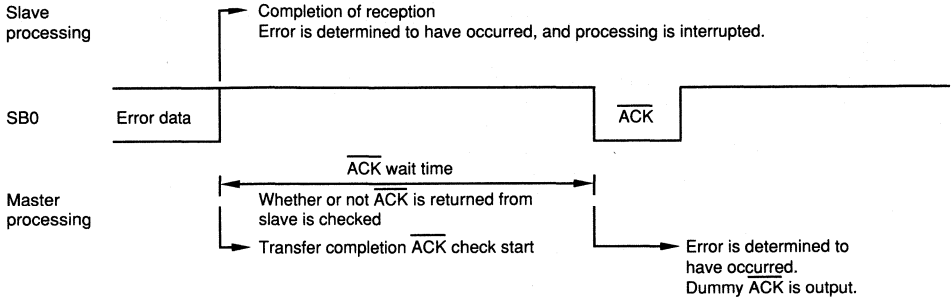 Slave
processing
Completion of reception
Error is determined to have occurred, and processing is interrupted.
SB0
Error data
ACK
ACK wait time
Master
processing
Whether or not ACK is returned from
slave is checked
Transfer completion ACK check start
Error is determined to
have occurred.
Dummy ACK is output.